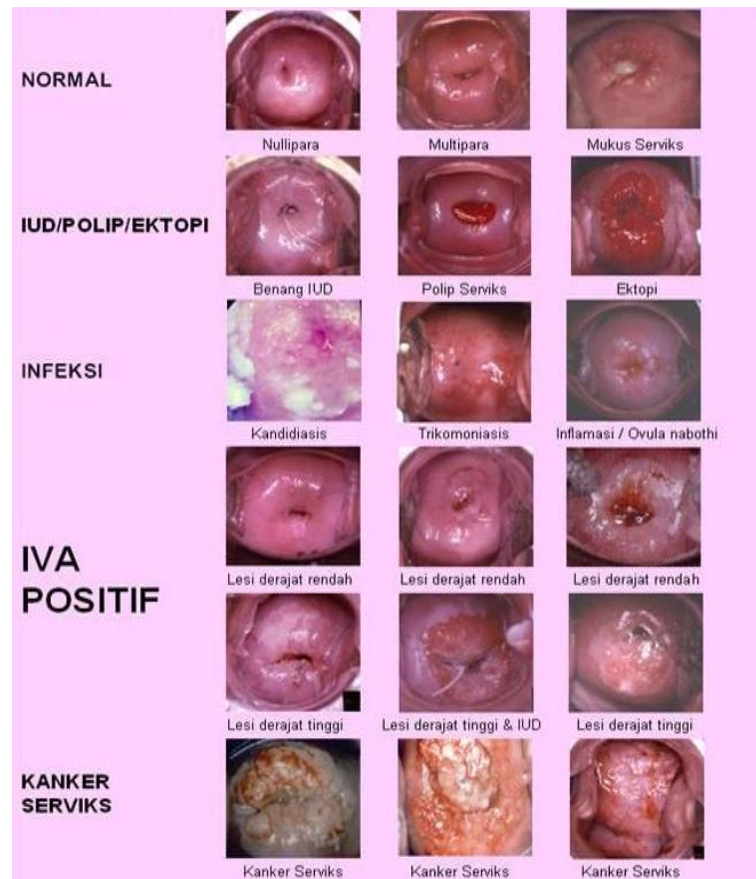 NORMAL
Nullipara
Multipara
Mukus Serviks
IUD/POLIP/EKTOPI
Benang IUD
Polip Serviks
Ektopi
INFEKSI
Kandidiasis
Trikomoniasis
Inflamasi / Ovula nabothi
IVA
POSITIF
Lesi derajat rendah
Lesi derajat rendah
Lesi derajat rendah
Lesi derajat tinggi
Lesi derajat tinggi & IUD
Lesi derajat tinggi
KANKER
SERVIKS
Kanker Serviks
Kanker Serviks
Kanker Serviks